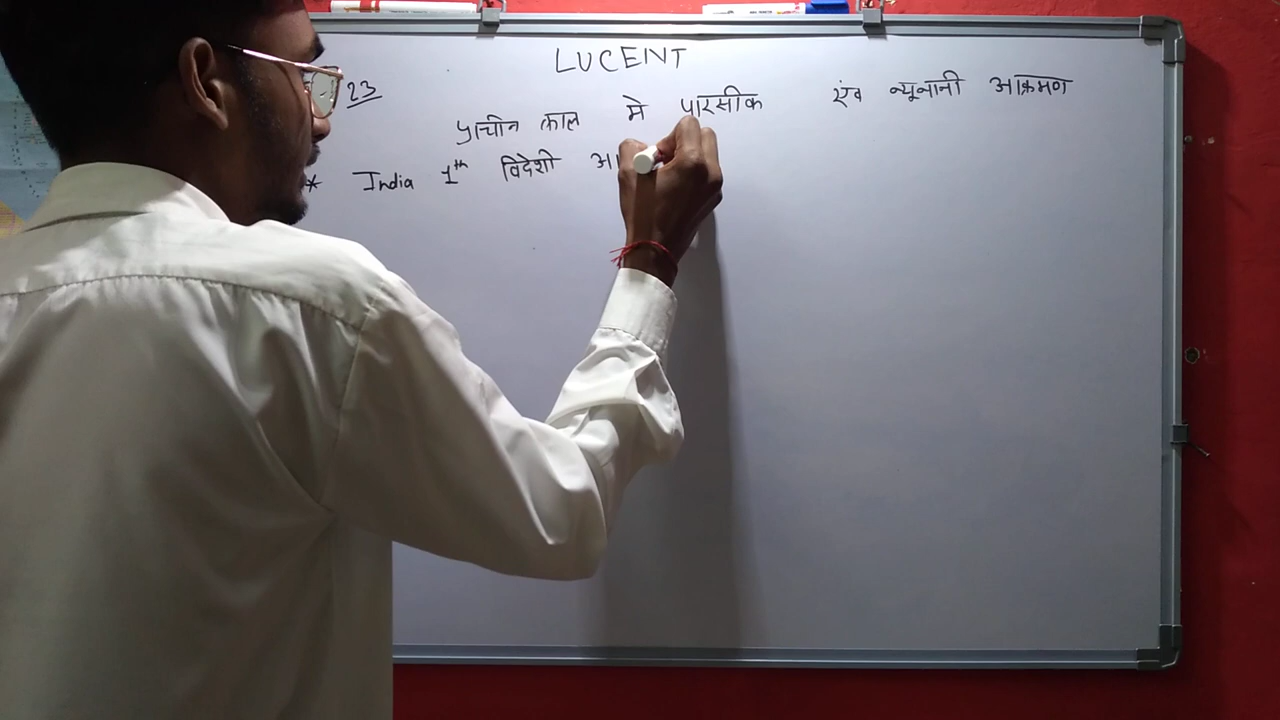 LUCENT
23
प्राचीन काल मे पारसीक एंव न्यूनानी आक्रमण
* India 1th विदेशी आ